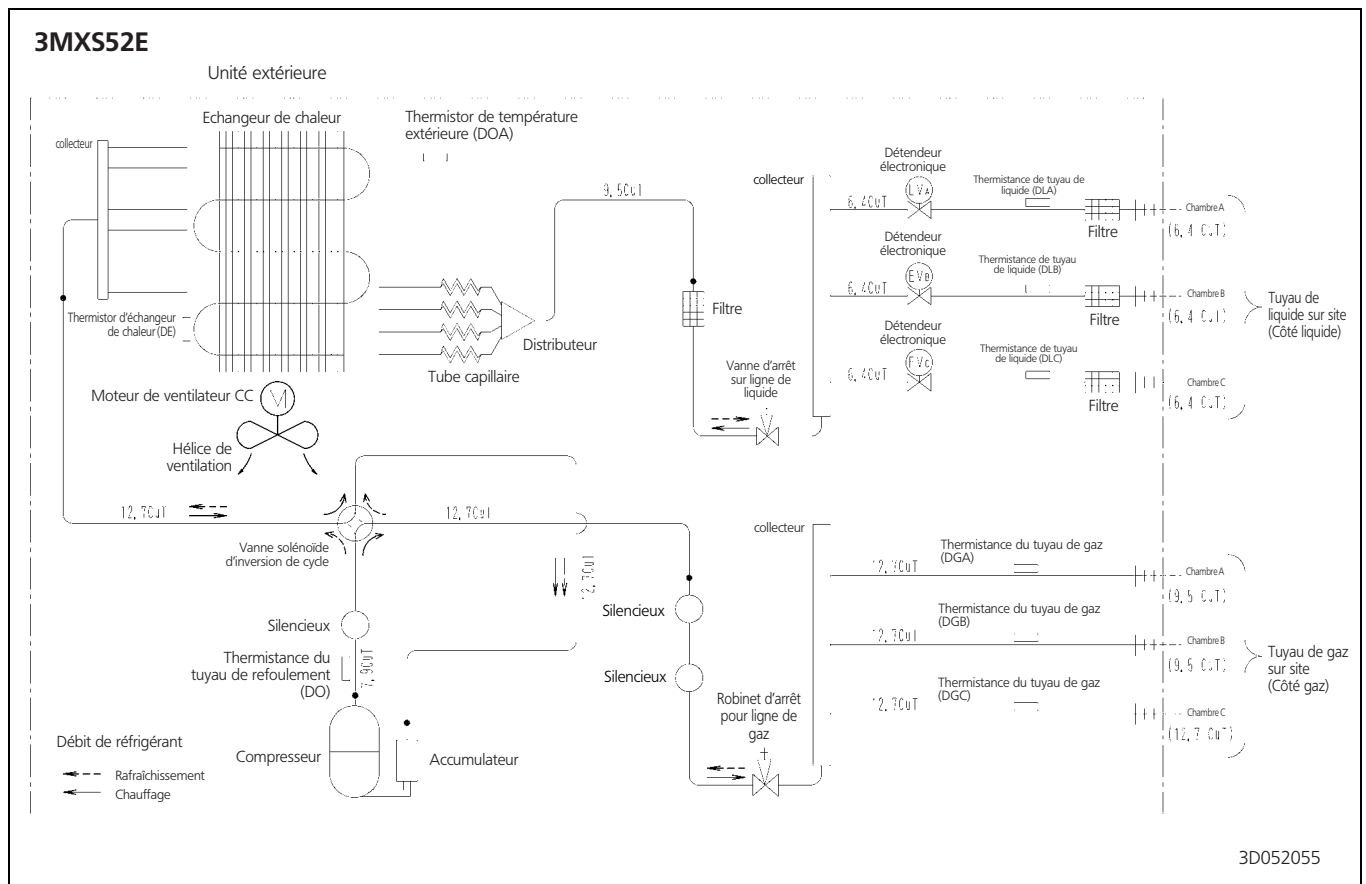 3MXS52E
Unité extérieure
Echangeur de chaleur
Thermistor de température
extérieure (DOA)
collecteur
Thermistor d'échangeur
de chaleur (DE)
Tube capillaire
Distributeur
9,5CuT
Filtre
Vanne d'arrêt
sur ligne de
liquide
collecteur
Détendeur
électronique
6,4CuT
Thermistance de tuyau de
liquide (DLA)
Filtre
Chambre A
(6,4 CuT)
Détendeur
électronique
EVB
6,4CuT
Thermistance de tuyau
de liquide (DLB)
Filtre
Chambre B
(6,4 CuT)
Détendeur
électronique
6,4CuT
Thermistance de tuyau
de liquide (DLC)
Filtre
Chambre C
(6,4 CuT)
Tuyau de
liquide sur site
(Côté liquide)
Moteur de ventilateur CC
M
Hélice de
ventilation
12,7CuT
Vanne solénoïde
d'inversion de cycle
12,7CuT
12,7CuT
Silencieux
Thermistance du
tuyau de refoulement
(DO)
7,9CuT
Compresseur
Accumulateur
Silencieux
Silencieux
Robinet d'arrêt
pour ligne de
gaz
collecteur
12,7CuT
Thermistance du tuyau de gaz
(DGA)
Chambre A
(9,5 CuT)
12,7CuT
Thermistance du tuyau de gaz
(DGB)
Chambre B
(9,5 CuT)
12,7CuT
Thermistance du tuyau de gaz
(DGC)
Chambre C
(12,7 CuT)
Tuyau de gaz
sur site
(Côté gaz)
Débit de réfrigérant
Rafraîchissement
Chauffage
3D052055